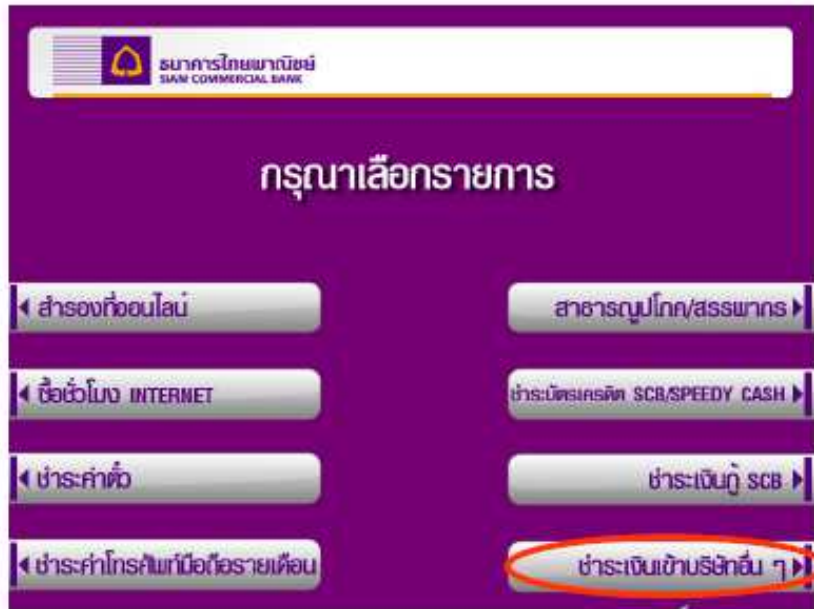 ธนาคารไทยพาณิชย์
SIAM COMMERCIAL BANK
กรุณาเลือกรายการ
สำรองที่ออนไลน์
สาธารณูปโภค/สรรพากร
ซื้อชั่วโมง INTERNET
ชำระบัตรเครดิต SCB/SPEEDY CASH
ชำระค่าตั๋ว
ชำระเงินกู้ SCB
ชำระค่าโทรศัพท์มือถือรายเดือน
ชำระเงินเข้าบริษัทอื่น ๆ